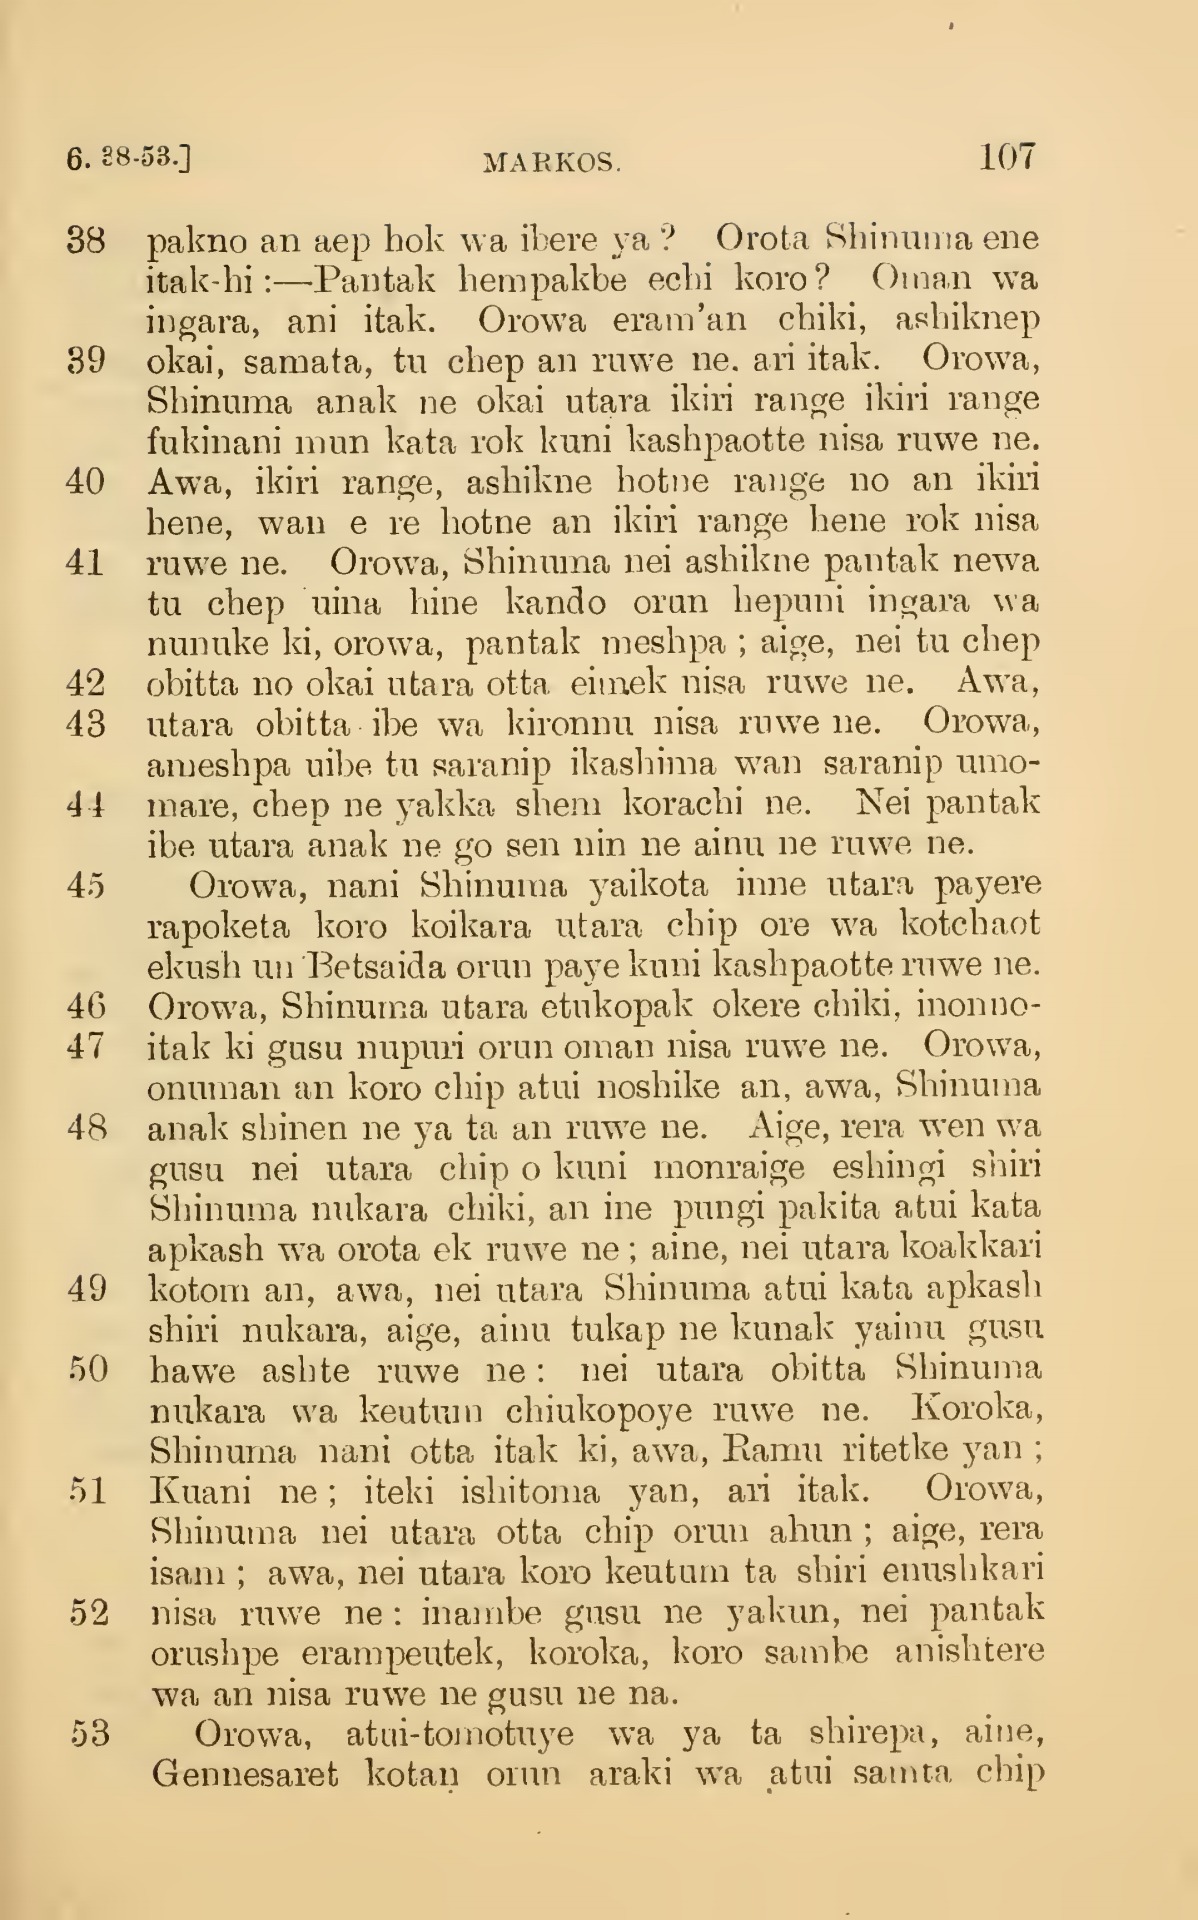 6. 38-53.] MARKOS. 107
38 pakno an aep hok wa ibere ya ? Orota Shinuma ene
itak-hi :—Pantak hempakbe echi koro ? Oman wa
ingara, ani itak. Orowa eram’an chiki, ashiknep
39 okai, samata, tu chep an ruwe ne. ari itak. Orowa,
Shinuma anak ne okai utara ikiri range ikiri range
fukinani mun kata rok kuni kashpaotte nisa ruwe ne.
40 Awa, ikiri range, ashikne hotne range no an ikiri
hene, wan e re hotne an ikiri range hene rok nisa
41 ruwe ne. Orowa, Shinuma nei ashikne pantak newa
tu chep uina hine kando orun hepuni ingara wa
nunuke ki, orowa, pantak meshpa ; aige, nei tu chep
42 obitta no okai utara otta eimek nisa ruwe ne. Awa,
43 utara obitta ibe wa kironnu nisa ruwe ne. Orowa,
ameshpa uibe tu saranip ikashima wan saranip umo-
44 mare, chep ne yakka shem korachi ne. Nei pantak
ibe utara anak ne go sen nin ne ainu ne ruwe ne.
45 Orowa, nani Shinuma yaikota inne utara payere
rapoketa koro koikara utara chip ore wa kotchaot
ekush un Betsaida orun paye kuni kashpaotte ruwe ne.
46 Orowa, Shinuma utara etukopak okere chiki, inonno-
47 itak ki gusu nupuri orun oman nisa ruwe ne. Orowa,
onuman an koro chip atui noshike an, awa, Shinuma
48 anak shinen ne ya ta an ruwe ne. Aige, rera wen wa
gusu nei utara chip o kuni monraige eshingi shiri
Shinuma nukara chiki, an ine pungi pakita atui kata
apkash wa orota ek ruwe ne ; aine, nei utara koakkari
49 kotom an, awa, nei utara Shinuma atui kata apkash
shiri nukara, aige, ainu tukap ne kunak yainu gusu
50 hawe ashte ruwe ne : nei utara obitta Shinuma
nukara wa keutum chiukopoye ruwe ne. Koroka,
Shinuma nani otta itak ki, awa, Ramu ritetke yan ;
51 Kuani ne ; iteki ishitoma yan, ari itak. Orowa,
Shinuma nei utara otta chip orun ahun ; aige, rera
isam ; awa, nei utara koro keutum ta shiri enushkari
52 nisa ruwe ne : inambe gusu ne yakun, nei pantak
orushpe erampeutek, koroka, koro sambe anishtere
wa an nisa ruwe ne gusu ne na.
53 Orowa, atui-tomotuye wa ya ta shirepa, aine,
Gennesaret kotan orun araki wa atui samta chip